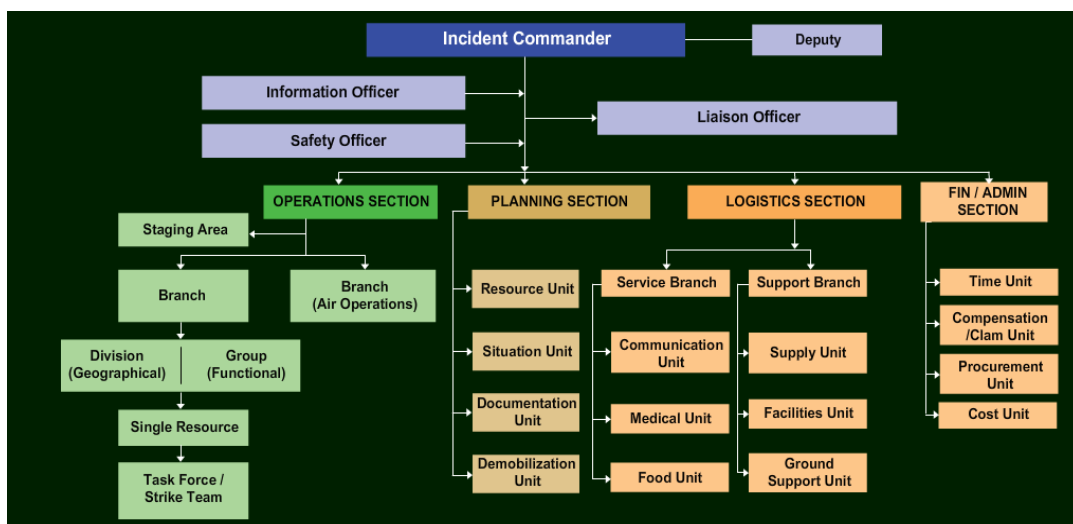 Incident Commander
Deputy
Information Officer
Liaison Officer
Safety Officer
OPERATIONS SECTION
PLANNING SECTION
LOGISTICS SECTION
FIN / ADMIN
SECTION
Staging Area
Branch
Branch
(Air Operations)
Division
(Geographical)
Group
(Functional)
Single Resource
Task Force /
Strike Team
Resource Unit
Situation Unit
Documentation
Unit
Demobilization
Unit
Service Branch
Communication
Unit
Medical Unit
Food Unit
Support Branch
Supply Unit
Facilities Unit
Ground
Support Unit
Time Unit
Compensation
/Clam Unit
Procurement
Unit
Cost Unit